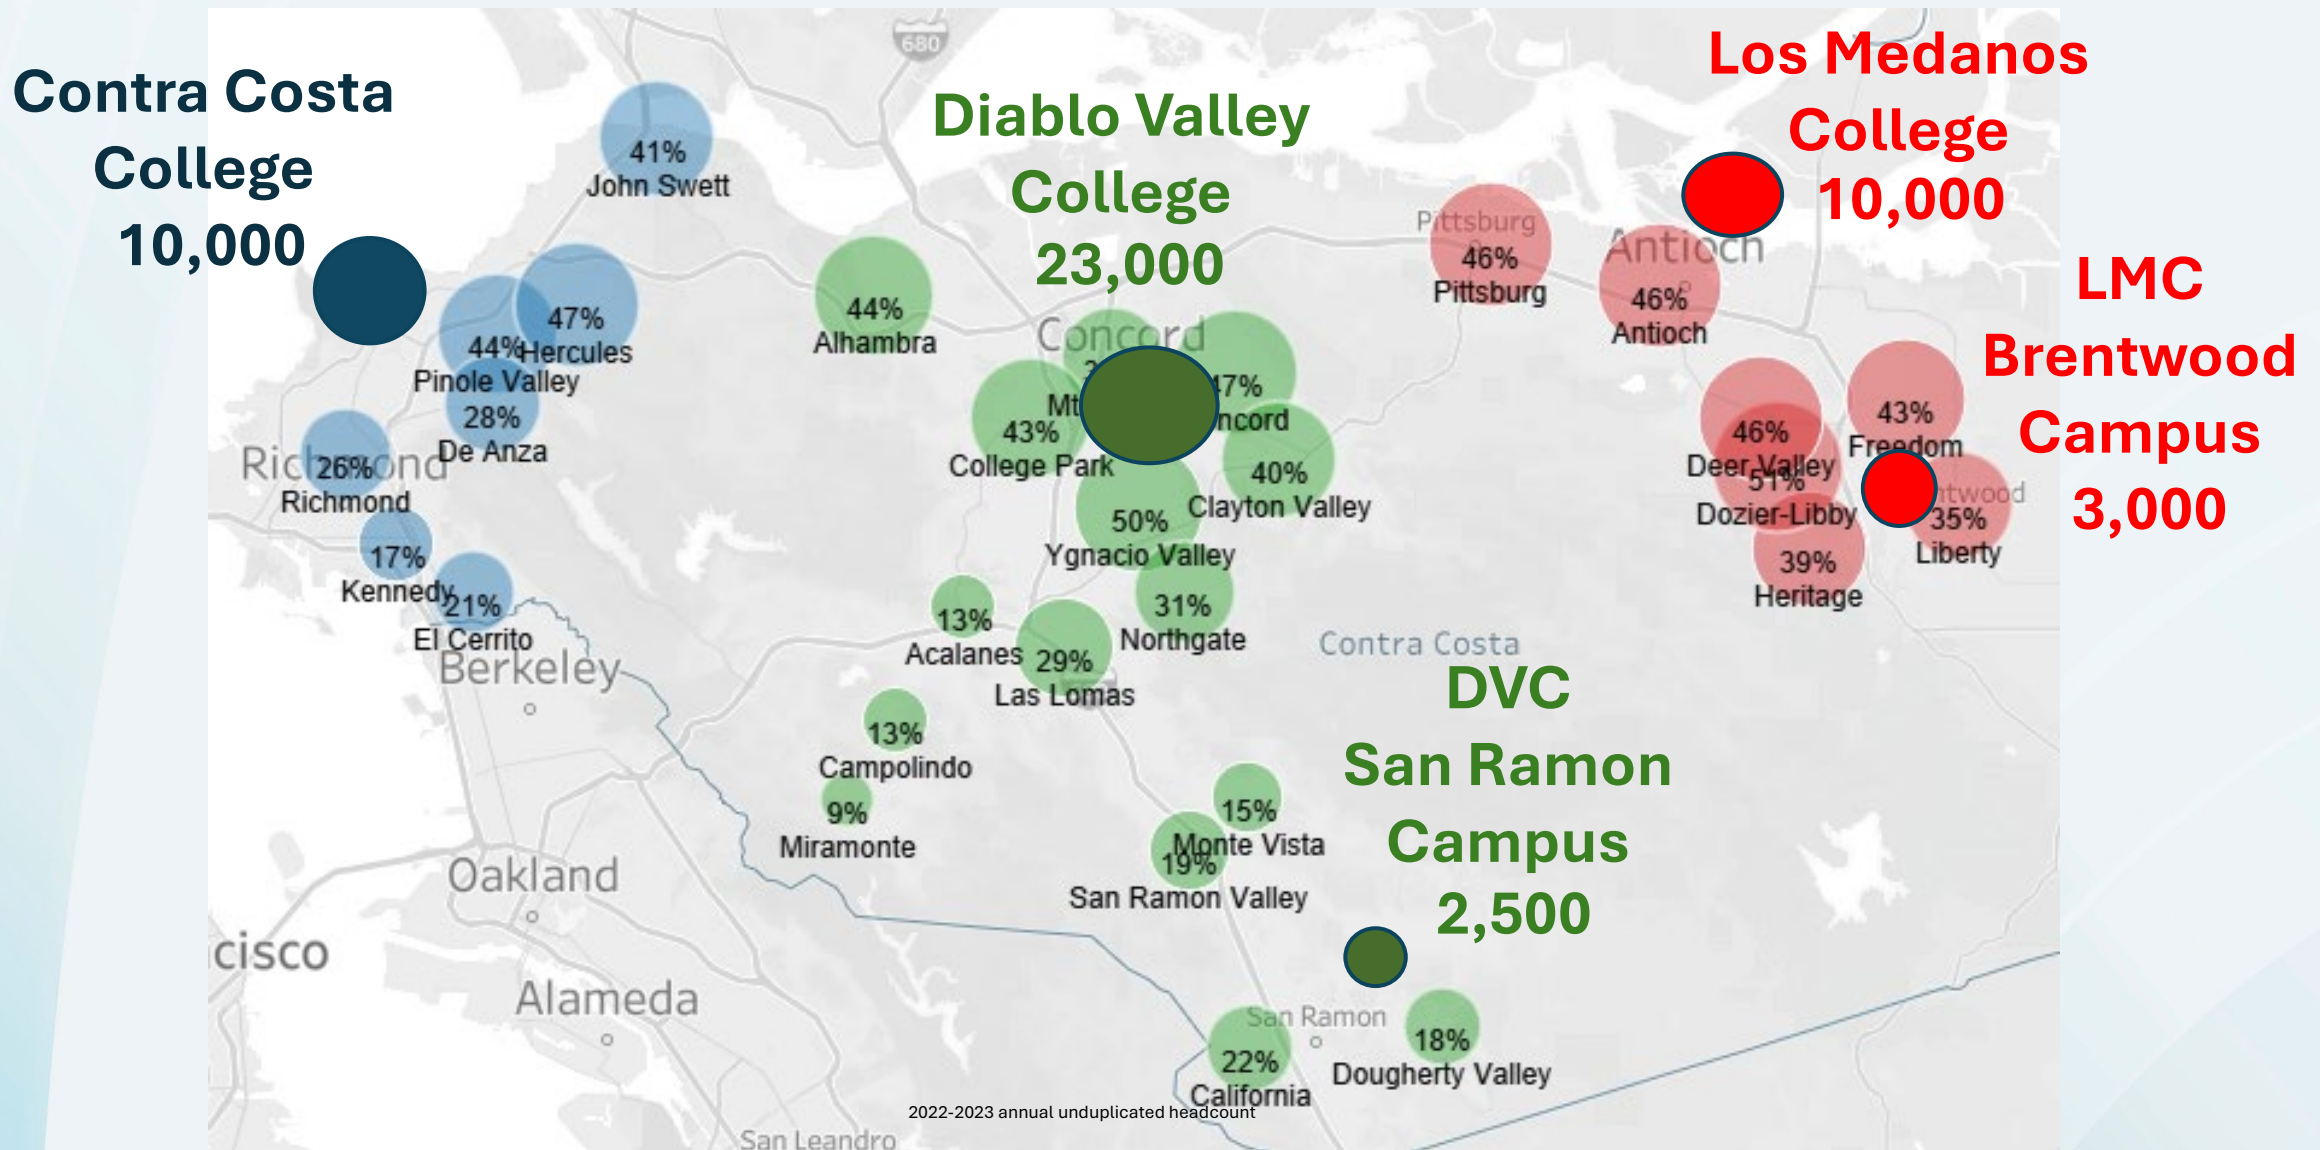 Contra Costa
College
10,000
Diablo Valley
College
23,000
Los Medanos
College
10,000
LMC
Brentwood
Campus
3,000
DVC
San Ramon
Campus
2,500
680
41%
John Swett
47%
Hercules
44%
Pinole Valley
28%
De Anza
Richmond
26%
Richmond
17%
Kennedy
21%
El Cerrito
Berkeley
44%
Alhambra
Concord
Mt
47%
ncord
43%
College Park
40%
Clayton Valley
50%
Ygnacio Valley
31%
Northgate
13%
Acalanes
29%
Las Lomas
13%
Campolindo
9%
Miramonte
15%
Monte Vista
19%
San Ramon Valley
San Ramon
22%
California
18%
Dougherty Valley
Pittsburg
46%
Pittsburg
Antioch
46%
Antioch
46%
Deer Valley
51%
Dozier-Libby
39%
Heritage
43%
Freedom
ntwood
35%
Liberty
Contra Costa
Oakland
cisco
Alameda
San Leandro
2022-2023 annual unduplicated headcount